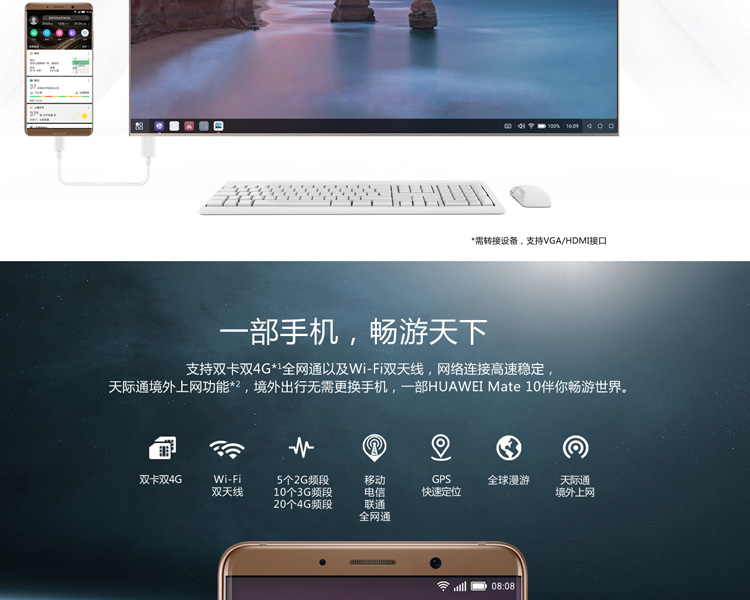 100%
16:09
*需转接设备，支持VGA/HDMI接口
一部手机，畅游天下
支持双卡双4G*1全网通以及Wi-Fi双天线，网络连接高速稳定，
天际通境外上网功能*2，境外出行无需更换手机，一部HUAWEI Mate 10伴你畅游世界。
双卡双4G
Wi-Fi
双天线
5个2G频段
10个3G频段
20个4G频段
移动
电信
联通
全网通
GPS
快速定位
全球漫游
天际通
境外上网
08:08